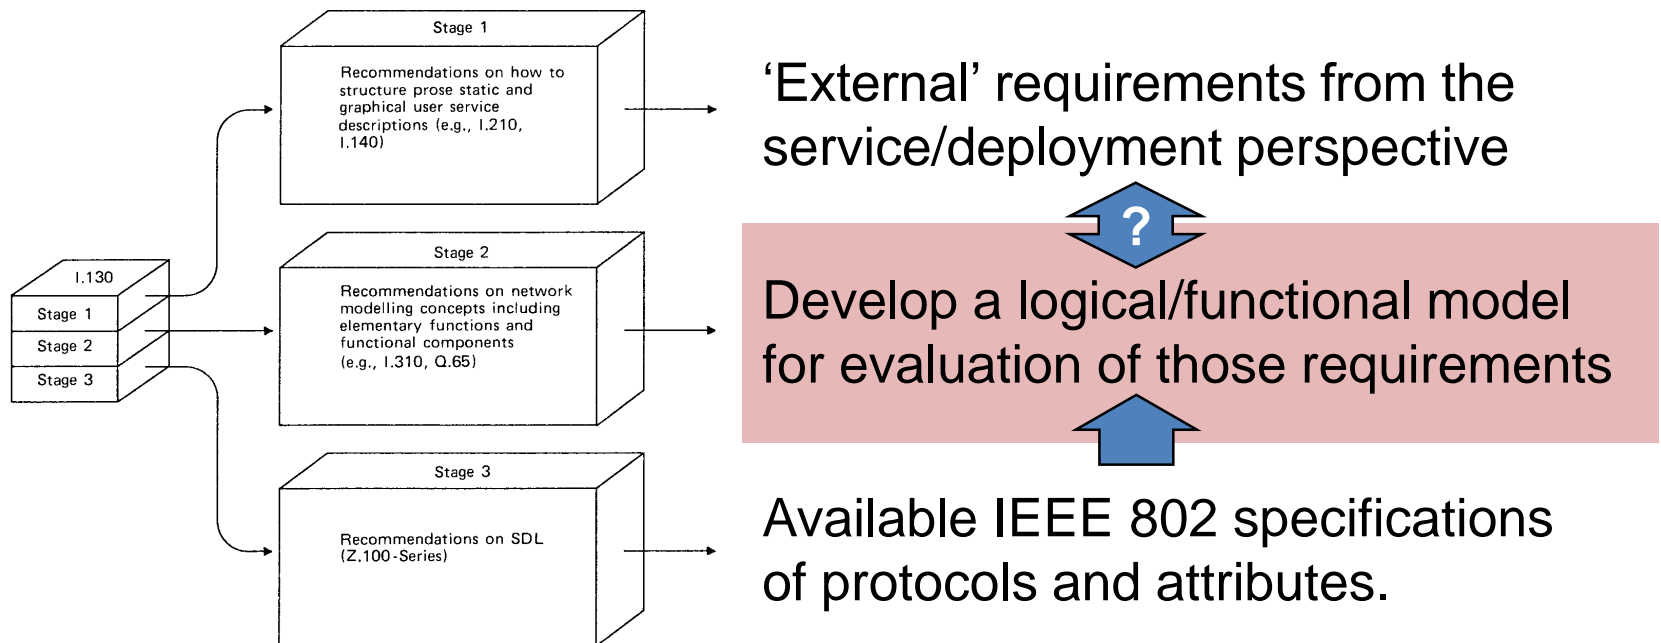 I.130
Stage 1
Stage 2
Stage 3
Stage 1
Recommendations on how to
structure prose static and
graphical user service
descriptions (e.g., I.210,
I.140)
Stage 2
Recommendations on network
modelling concepts including
elementary functions and
functional components
(e.g., I.310, Q.65)
Stage 3
Recommendations on SDL
(Z.100-Series)
‘External’ requirements from the
service/deployment perspective
?
Develop a logical/functional model
for evaluation of those requirements
Available IEEE 802 specifications
of protocols and attributes.